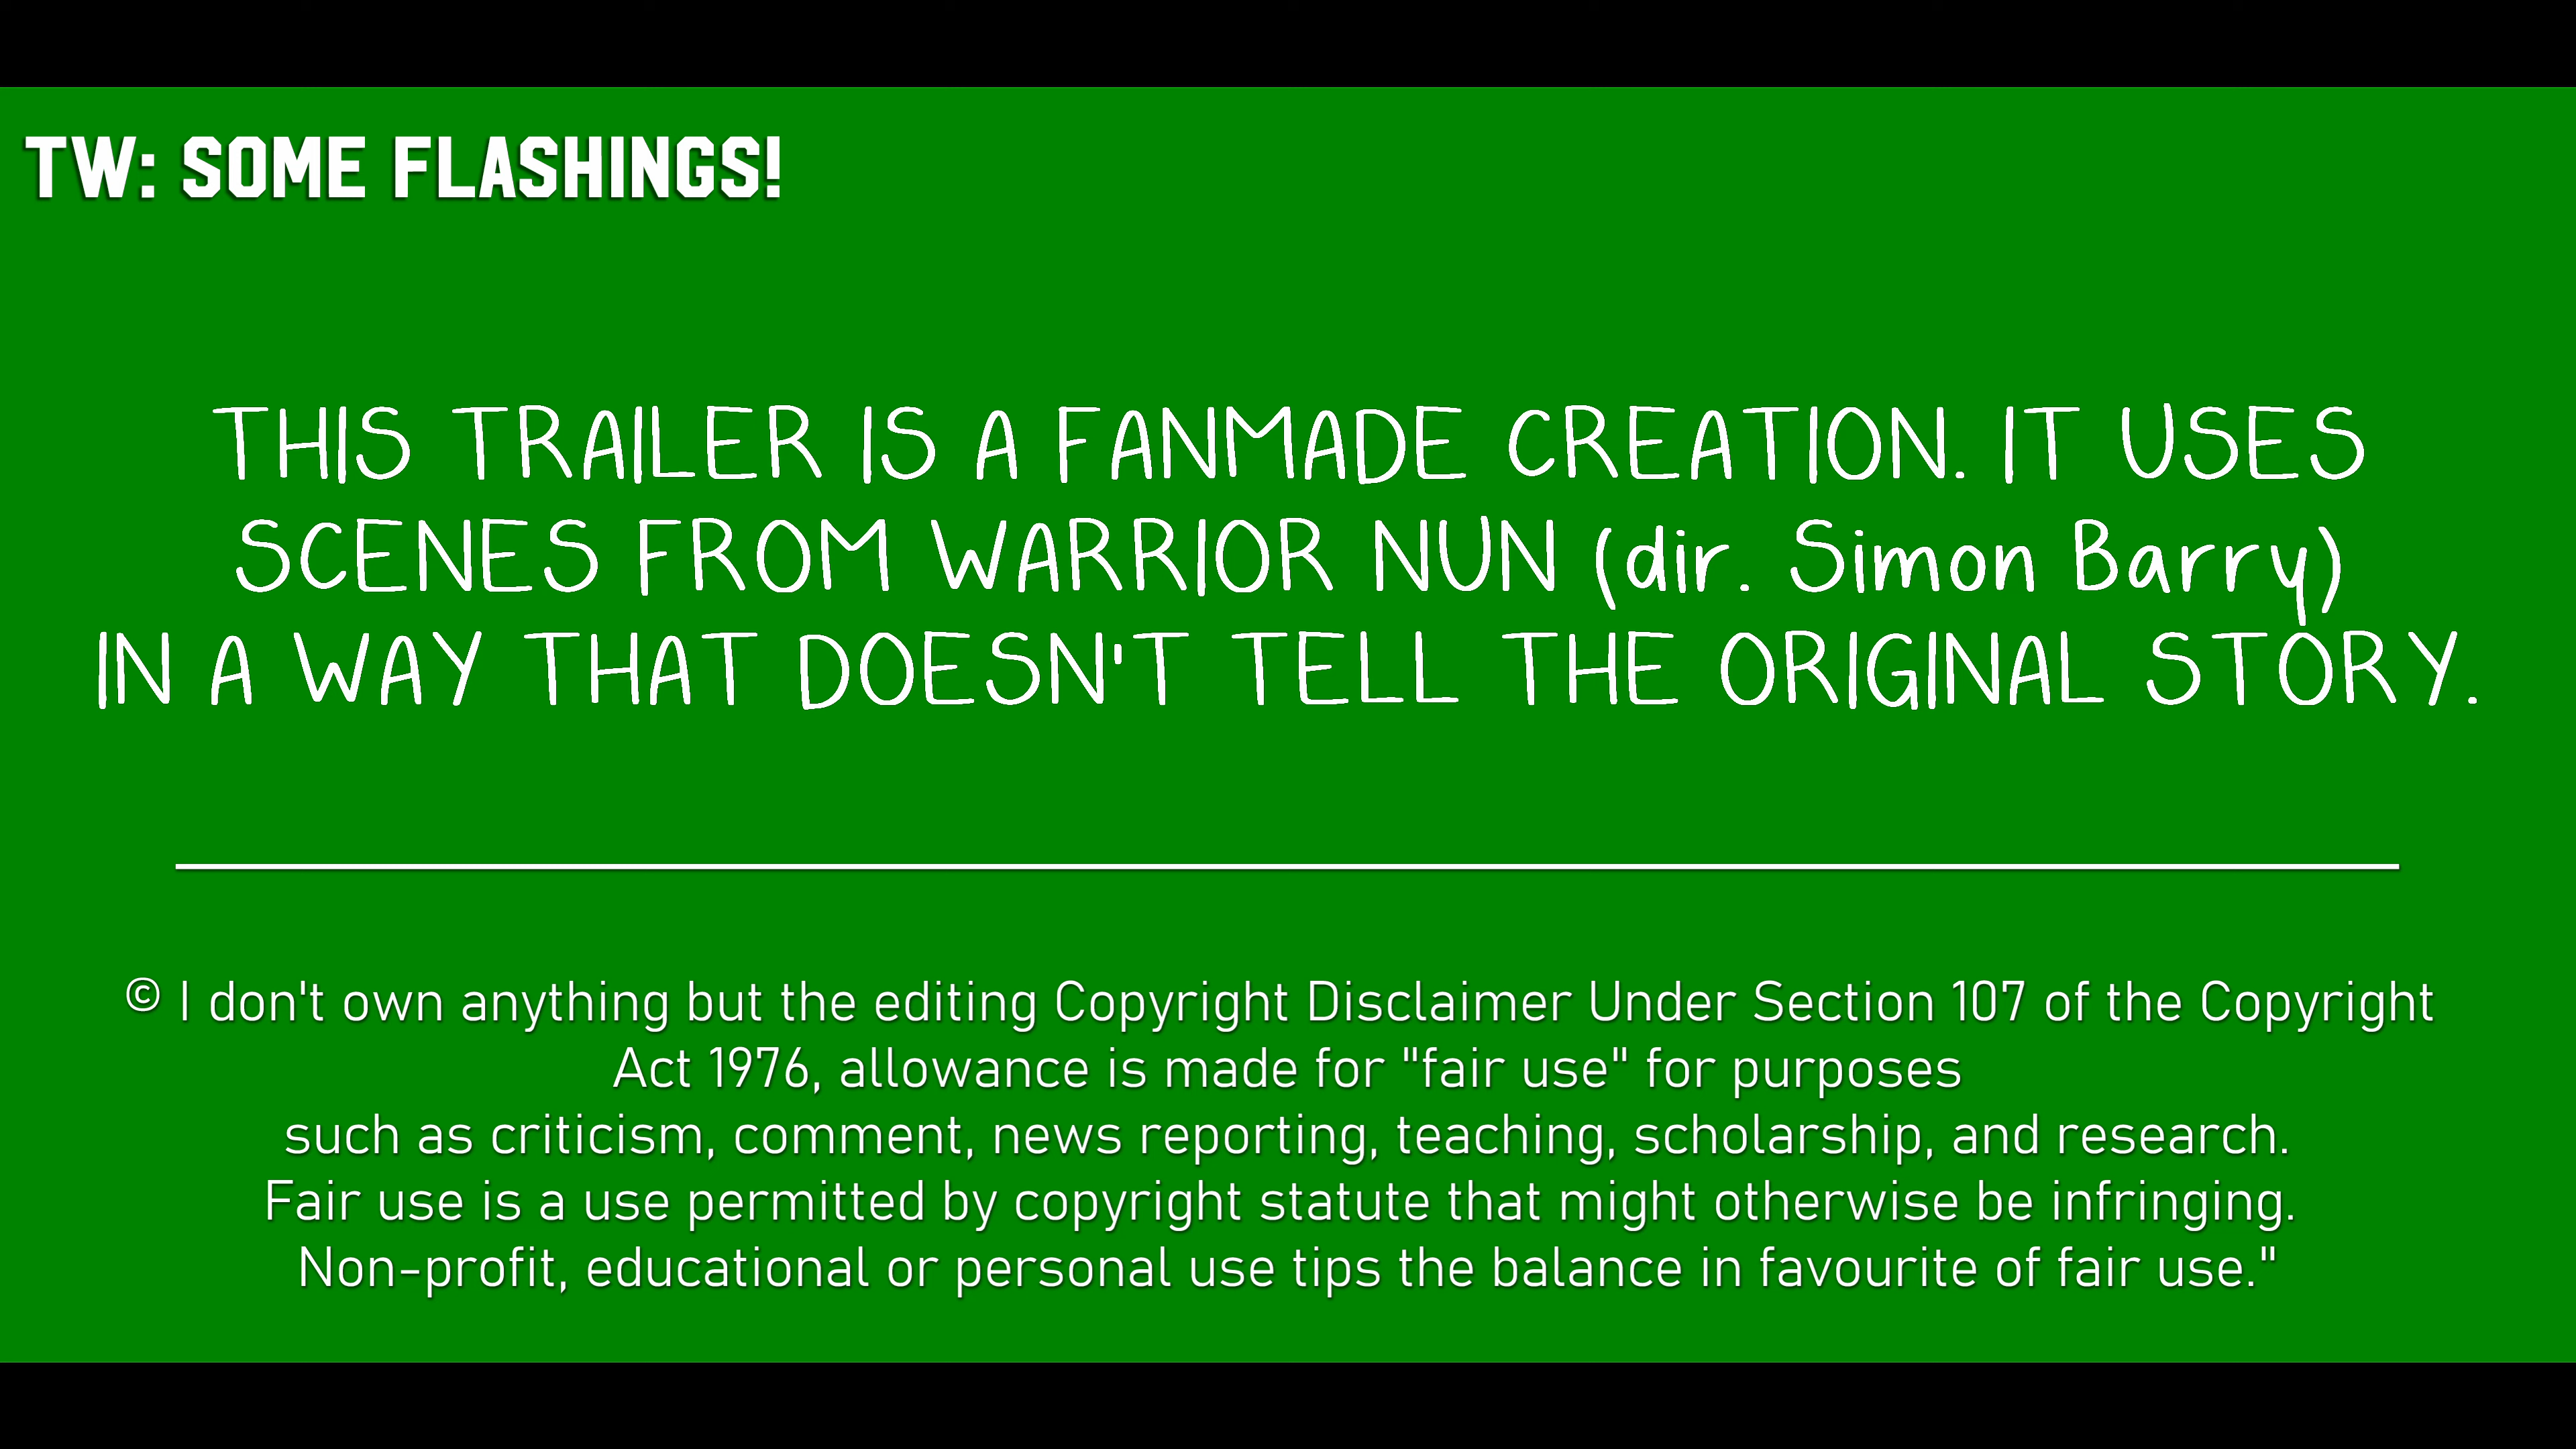 TW: SOME FLASHINGS!
THIS TRAILER IS A FANMADE CREATION. IT USES
SCENES FROM WARRIOR NUN (dir. Simon Barry)
IN A WAY THAT DOESN'T TELL THE ORIGINAL STORY.
© I don't own anything but the editing Copyright Disclaimer Under Section 107 of the Copyright
Act 1976, allowance is made for "fair use" for purposes
such as criticism, comment, news reporting, teaching, scholarship, and research.
Fair use is a use permitted by copyright statute that might otherwise be infringing.
Non-profit, educational or personal use tips the balance in favourite of fair use."